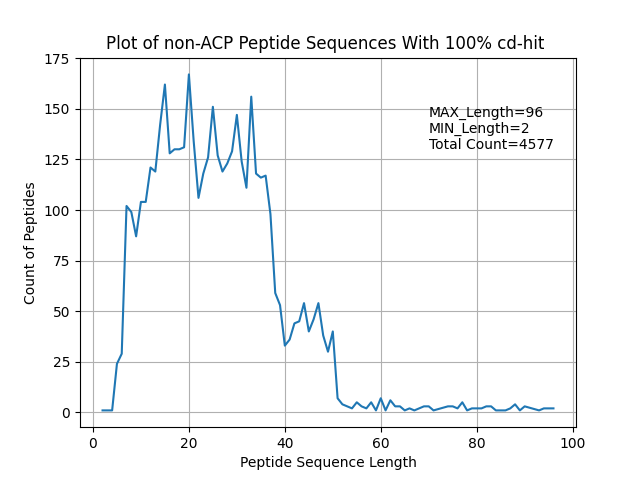 Plot of non-ACP Peptide Sequences With 100% cd-hit
175
150
125
100
75
50
25
0
Count of Peptides
MAX_Length=96
MIN_Length=2
Total Count=4577
0 20 40 60 80 100
Peptide Sequence Length